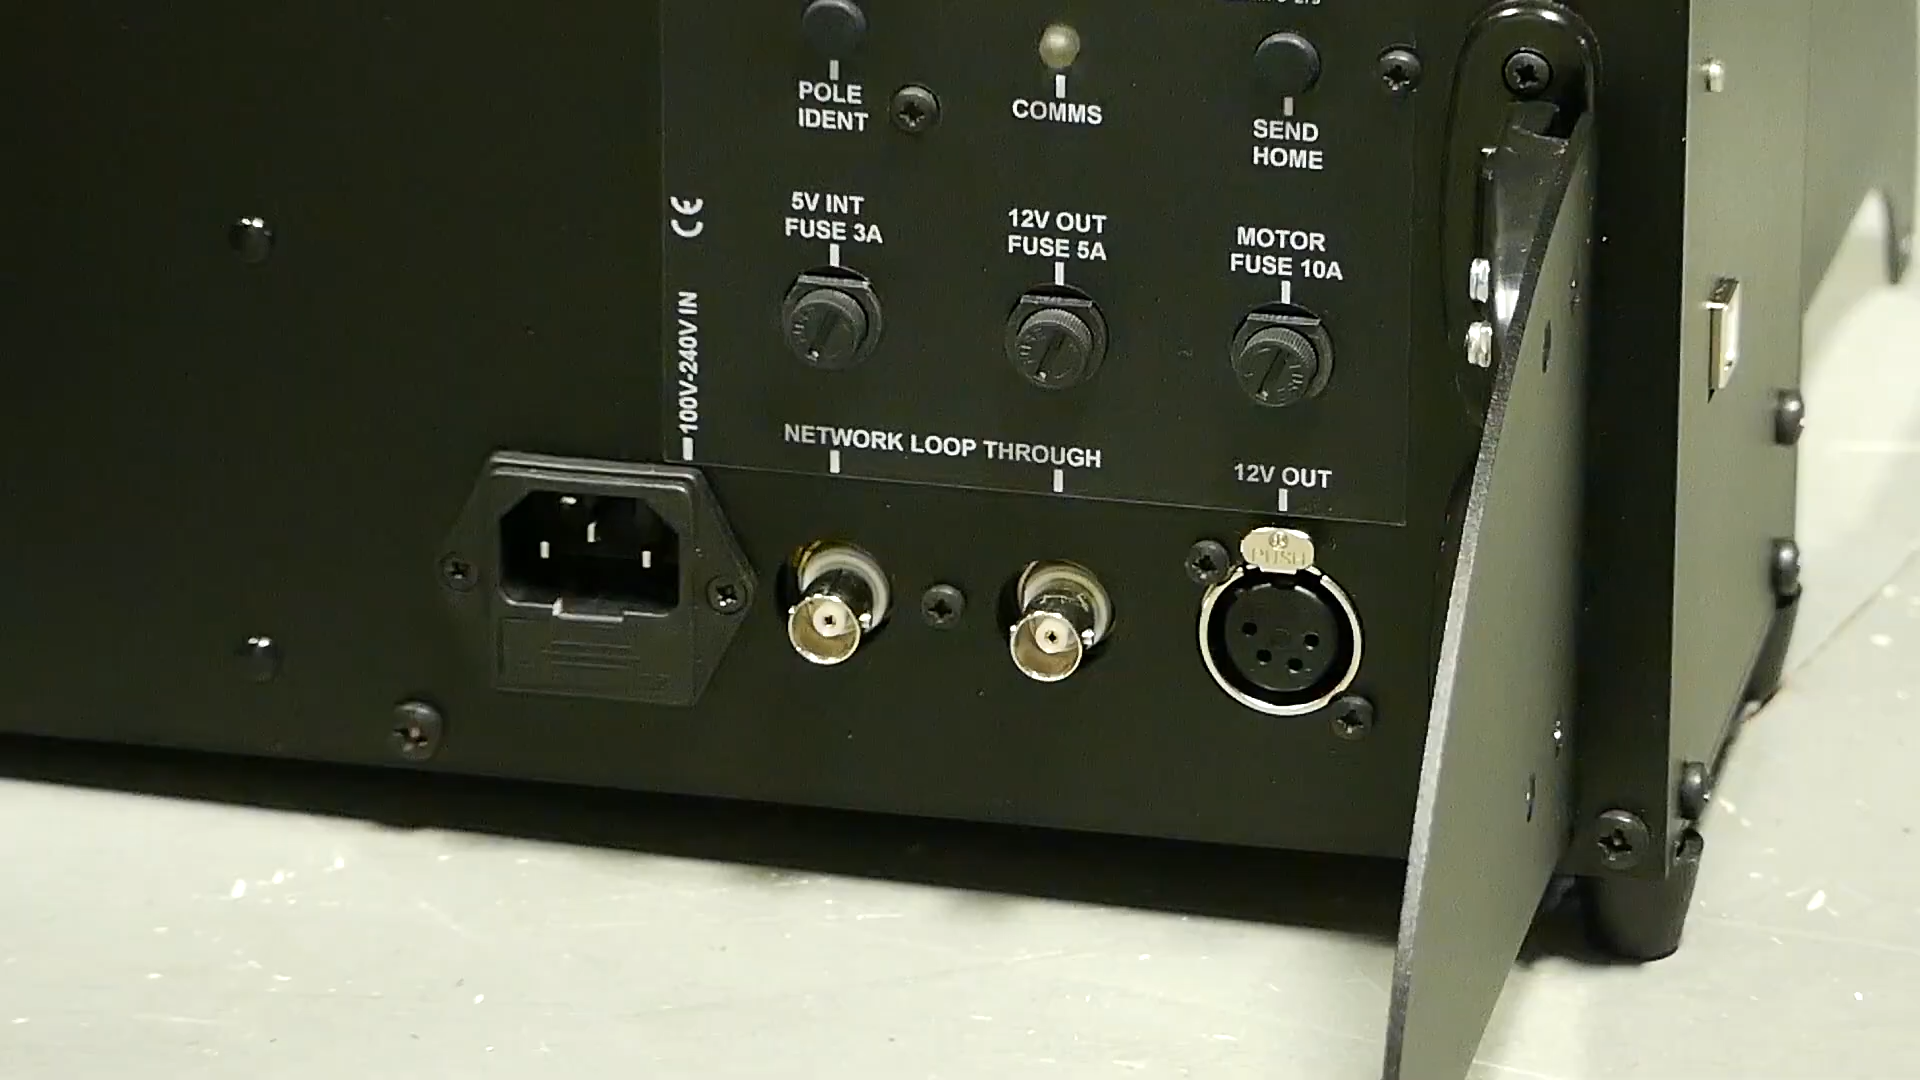 POLE
IDENT
COMMS
SEND
HOME
CE
5V INT
FUSE 3A
12V OUT
FUSE 5A
MOTOR
FUSE 10A
100V-240V IN
NETWORK LOOP THROUGH
12V OUT
PUSH